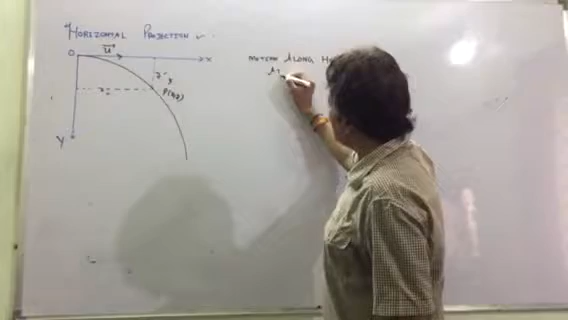 HORIZONTAL PROJECTION
O u x
MOTION ALONG
P(x,y)
Y